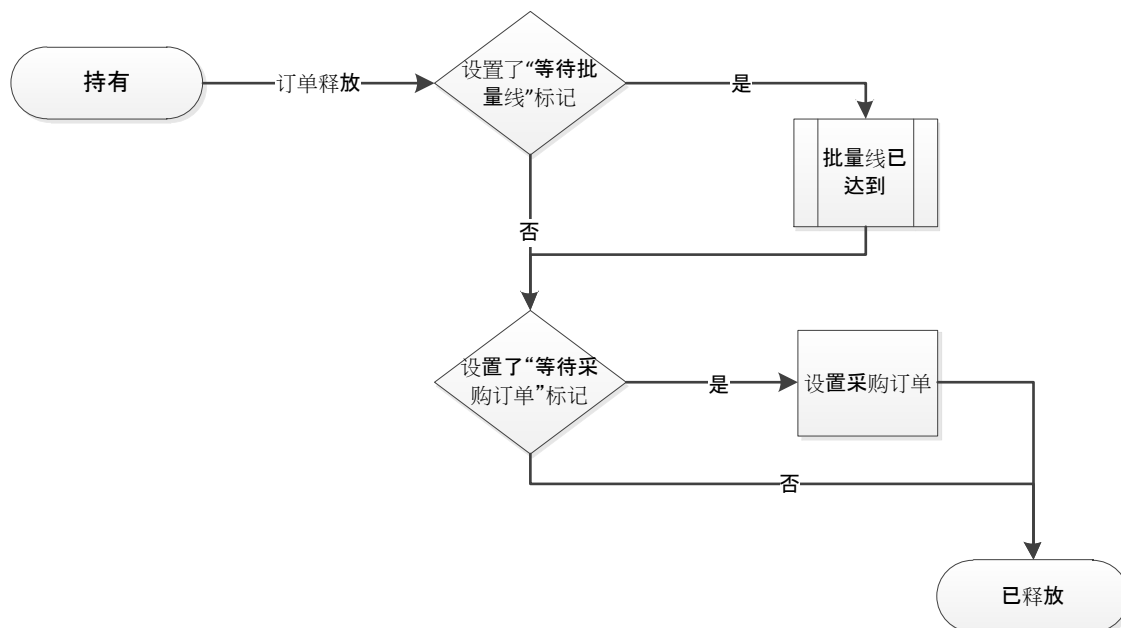 持有
订单释放
设置了“等待批
量线”标记
是
批量线已
达到
否
设置了“等待采
购订单”标记
是
设置采购订单
否
已释放